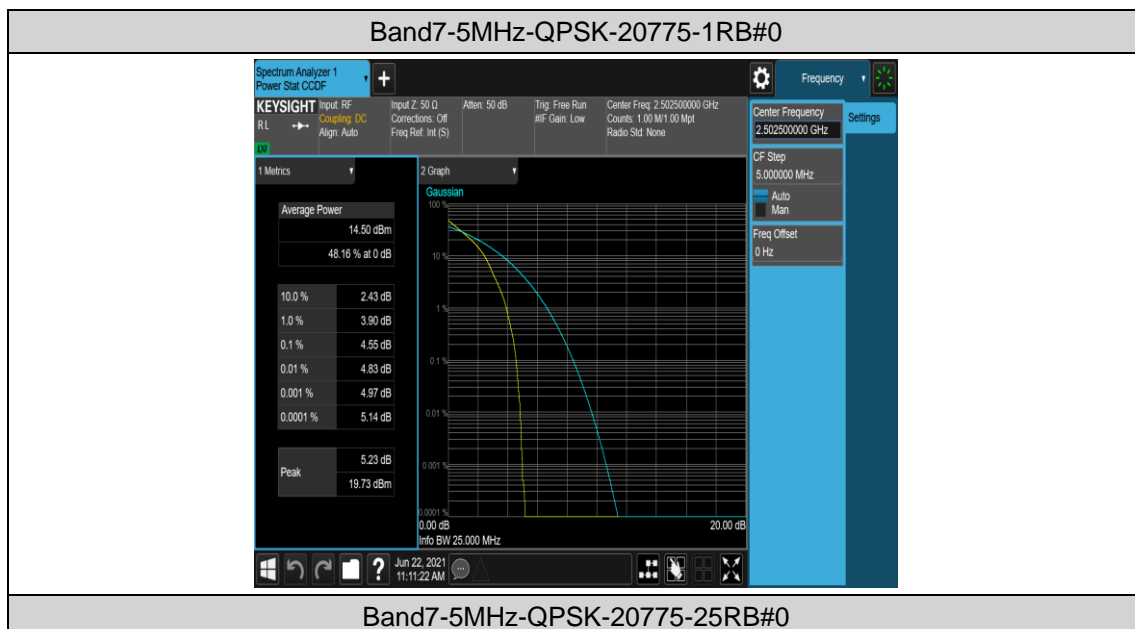 Band7-5MHz-QPSK-20775-1RB#0
Spectrum Analyzer 1
Power Stat CCDF
+
Frequency
KEYSIGHT
RL
LXI
Input: RF
Coupling: DC
Align: Auto
Input Z: 50 Ω
Corrections: Off
Freq Ref: Int (S)
Atten: 50 dB
Trig: Free Run
#IF Gain: Low
Center Freq: 2.502500000 GHz
Counts: 1.00 M/1.00 Mpt
Radio Std: None
Center Frequency
2.502500000 GHz
Settings
CF Step
5.000000 MHz
Auto
Man
Freq Offset
0 Hz
1 Metrics
Average Power
14.50 dBm
48.16 % at 0 dB
10.0 % 2.43 dB
1.0 % 3.90 dB
0.1 % 4.55 dB
0.01 % 4.83 dB
0.001 % 4.97 dB
0.0001 % 5.14 dB
Peak
5.23 dB
19.73 dBm
2 Graph
Gaussian
100 %
10 %
1 %
0.1 %
0.01 %
0.001 %
0.0001 %
0.00 dB 20.00 dB
Info BW 25.000 MHz
?
Jun 22, 2021
11:11:22 AM
Band7-5MHz-QPSK-20775-25RB#0